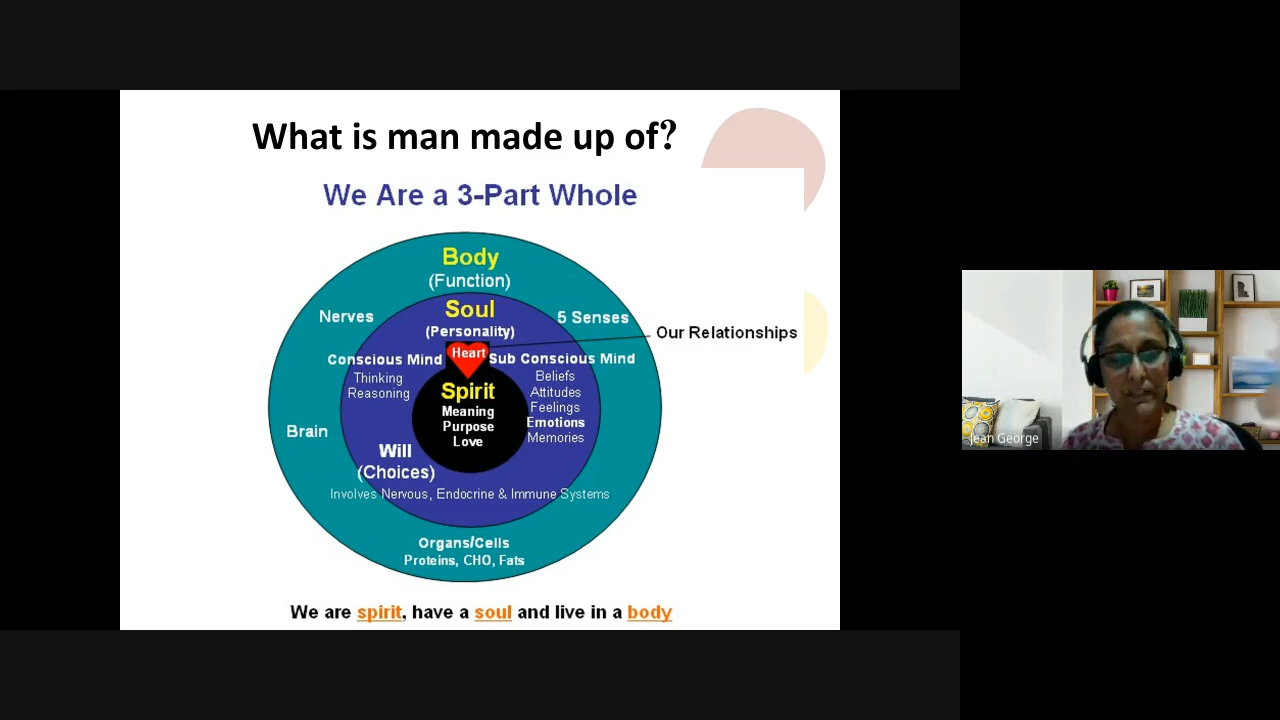 What is man made up of?
We Are a 3-Part Whole
Body
(Function)
Soul
(Personality)
Nerves
5 Senses
Our Relationships
Heart
Conscious Mind
Sub Conscious Mind
Thinking
Reasoning
Beliefs
Attitudes
Feelings
Emotions
Memories
Spirit
Meaning
Purpose
Love
Brain
Will
(Choices)
Involves Nervous, Endocrine & Immune Systems
Organs/Cells
Proteins, CHO, Fats
We are spirit, have a soul and live in a body
Jean George